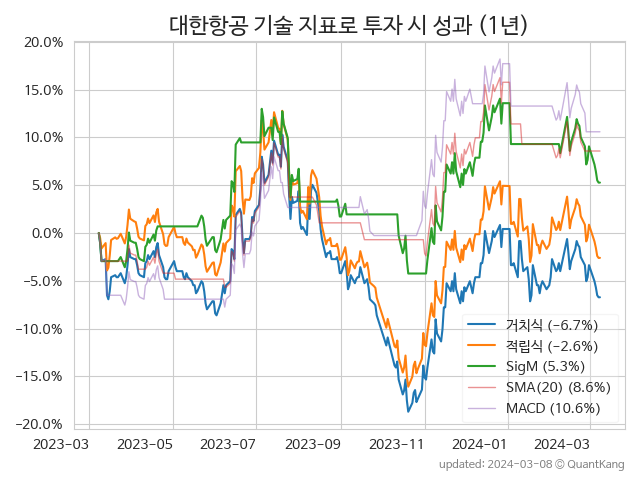 대한항공 기술 지표로 투자 시 성과 (1년)
20.0%
15.0%
10.0%
5.0%
0.0%
−5.0%
−10.0%
−15.0%
−20.0%
2023-03 2023-05 2023-07 2023-09 2023-11 2024-01 2024-03
거치식 (−6.7%)
적립식 (−2.6%)
SigM (5.3%)
SMA(20) (8.6%)
MACD (10.6%)
updated: 2024-03-08 © QuantKang